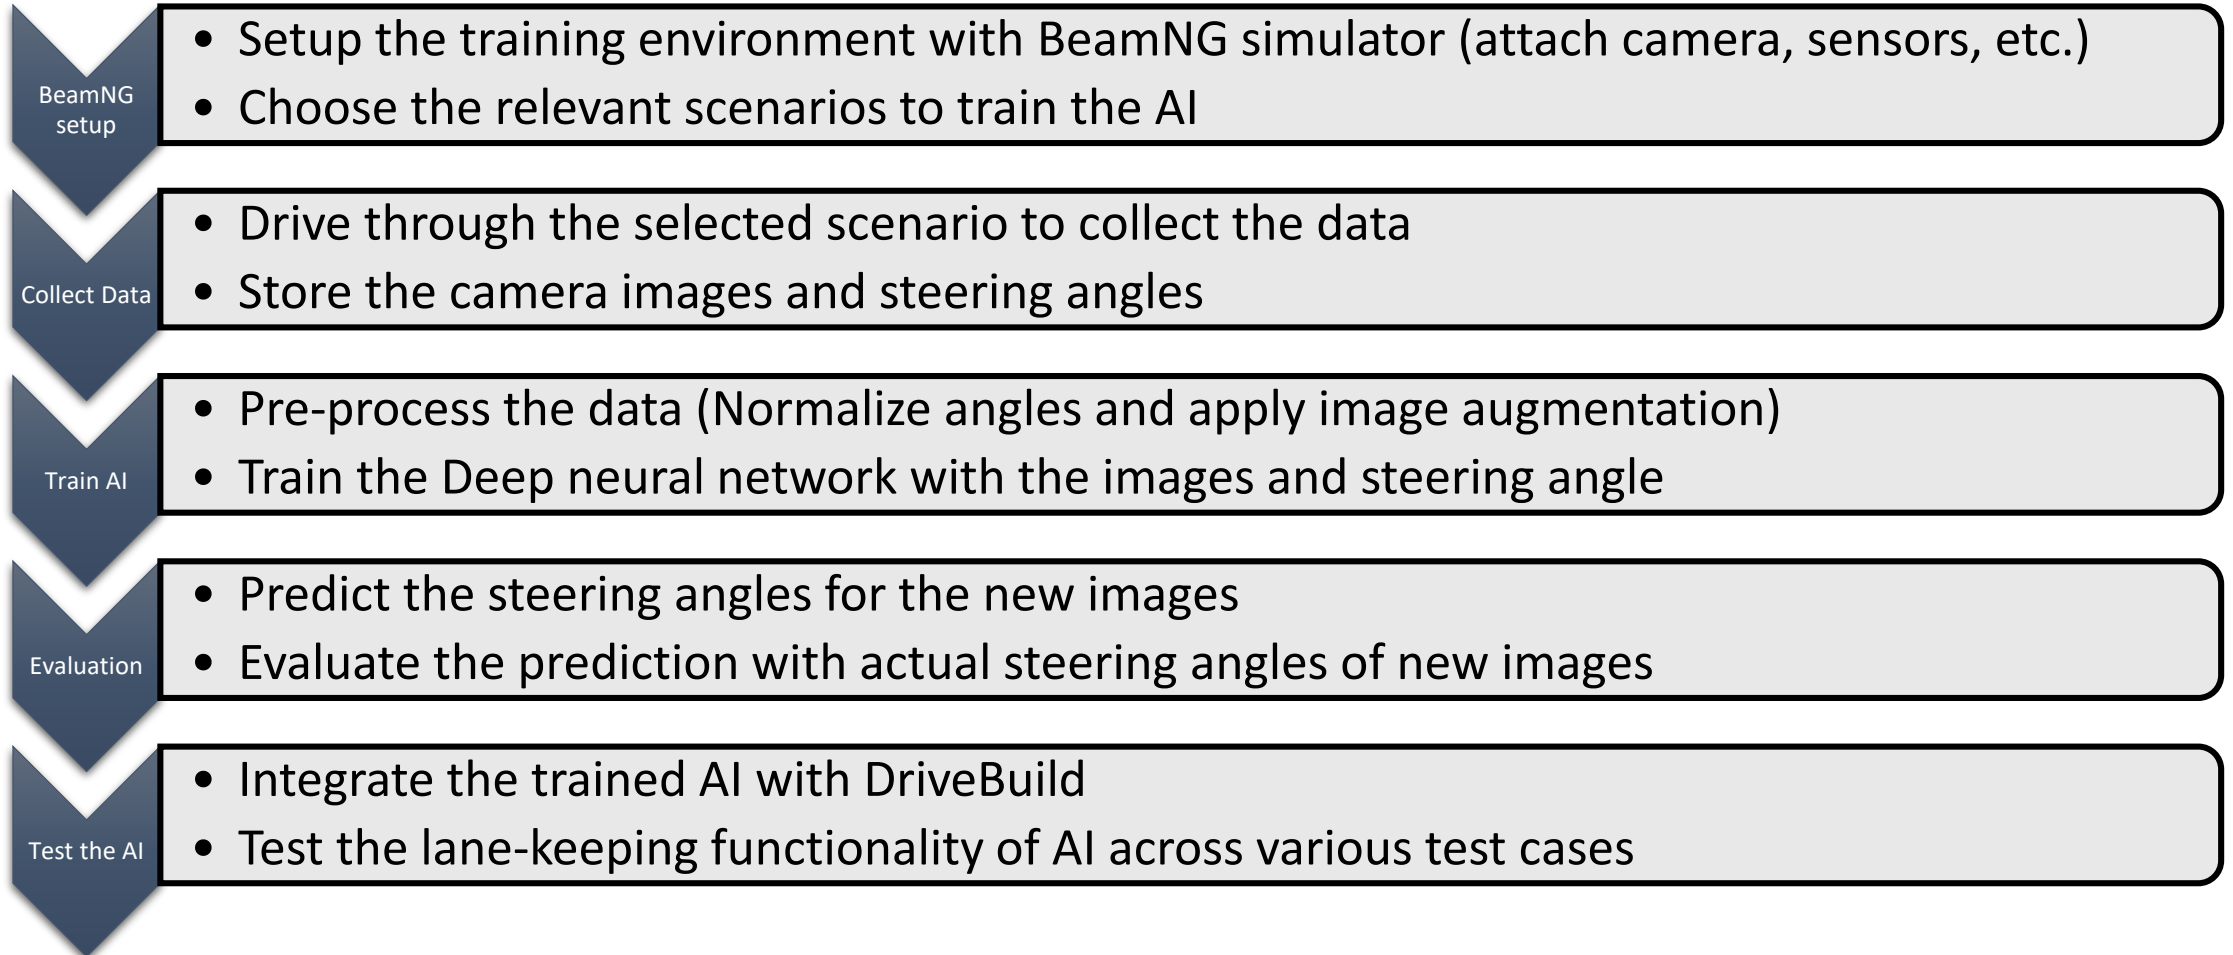 BeamNG
setup
• Setup the training environment with BeamNG simulator (attach camera, sensors, etc.)
• Choose the relevant scenarios to train the AI
Collect Data
• Drive through the selected scenario to collect the data
• Store the camera images and steering angles
Train AI
• Pre-process the data (Normalize angles and apply image augmentation)
• Train the Deep neural network with the images and steering angle
Evaluation
• Predict the steering angles for the new images
• Evaluate the prediction with actual steering angles of new images
Test the AI
• Integrate the trained AI with DriveBuild
• Test the lane-keeping functionality of AI across various test cases